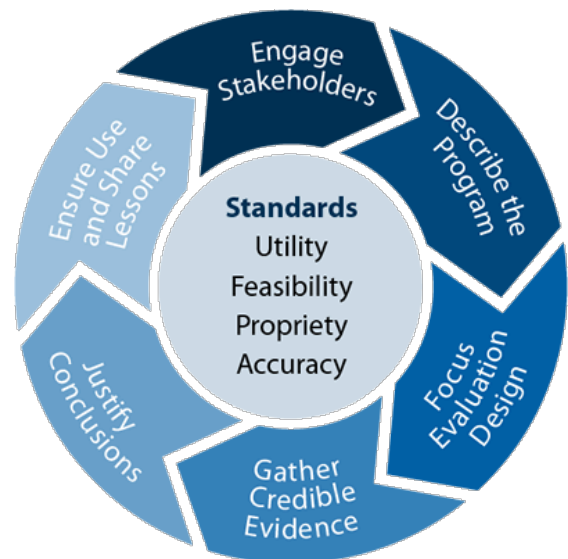 Engage
Stakeholders
Describe the
Program
Focus
Evaluation
Design
Gather
Credible
Evidence
Justify
Conclusions
Ensure Use
and Share
Lessons
Standards
Utility
Feasibility
Propriety
Accuracy